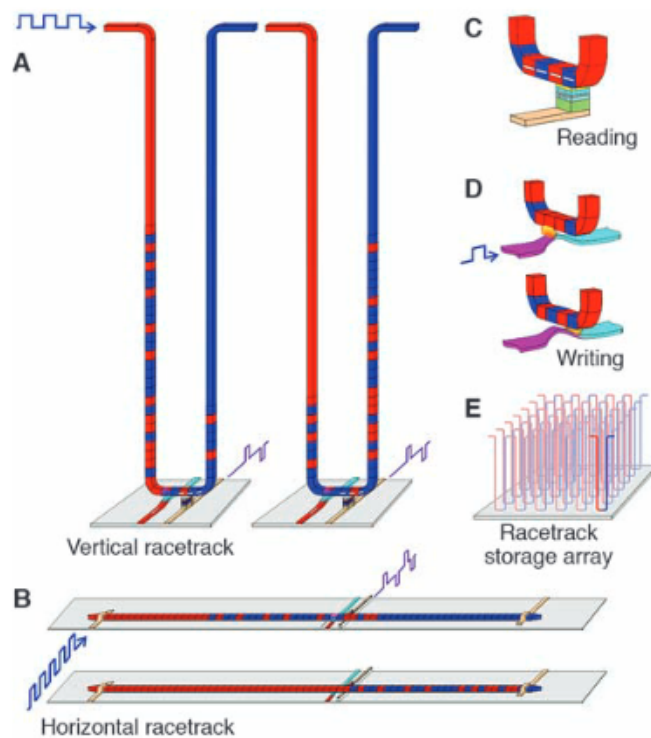 A
Vertical racetrack
B
Horizontal racetrack
C
Reading
D
Writing
E
Racetrack
storage array